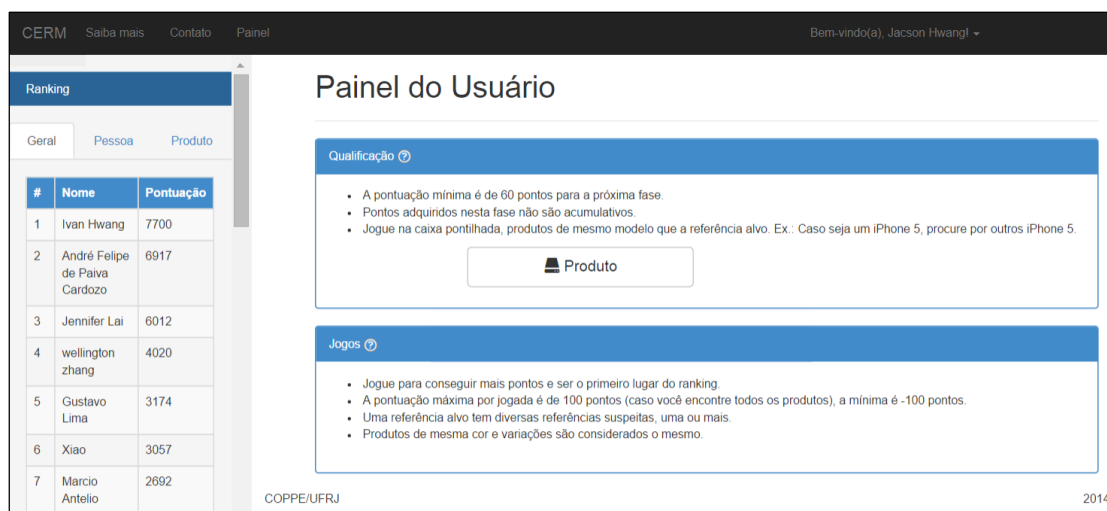 CERM Saiba mais Contato Painel Bem-vindo(a), Jacson Hwang!
Ranking
Geral Pessoa Produto
# Nome Pontuação
1 Ivan Hwang 7700
2 André Felipe 6917
de Paiva
Cardozo
3 Jennifer Lai 6012
4 wellington 4020
zhang
5 Gustavo 3174
Lima
6 Xiao 3057
7 Marcio 2692
Antelio
Painel do Usuário
Qualificação ?
• A pontuação mínima é de 60 pontos para a próxima fase.
• Pontos adquiridos nesta fase não são acumulativos.
• Jogue na caixa pontilhada, produtos de mesmo modelo que a referência alvo. Ex.: Caso seja um iPhone 5, procure por outros iPhone 5.
Produto
Jogos ?
• Jogue para conseguir mais pontos e ser o primeiro lugar do ranking.
• A pontuação máxima por jogada é de 100 pontos (caso você encontre todos os produtos), a mínima é -100 pontos.
• Uma referência alvo tem diversas referências suspeitas, uma ou mais.
• Produtos de mesma cor e variações são considerados o mesmo.
COPPE/UFRJ 2014